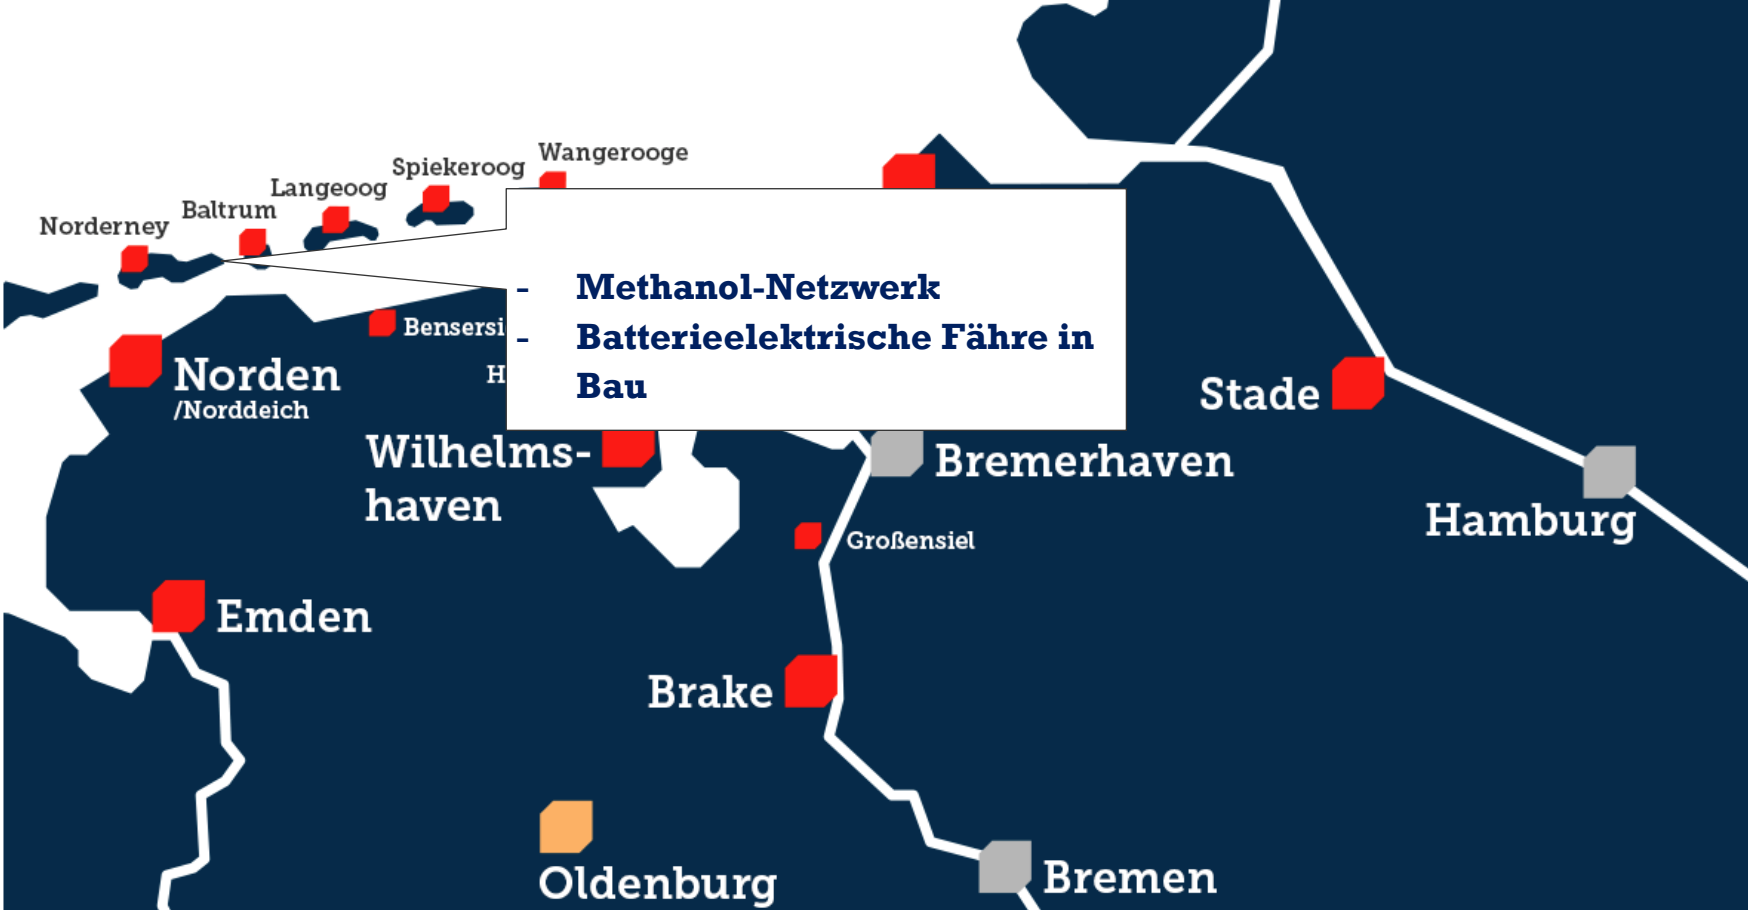 Wangerooge
Spiekeroog
Langeoog
Baltrum
Norderney
- Methanol-Netzwerk
- Batterieelektrische Fähre in
Bau
Norden
/Norddeich
Stade
Wilhelms-
haven
Bremerhaven
Hamburg
Großensiel
Emden
Brake
Oldenburg
Bremen